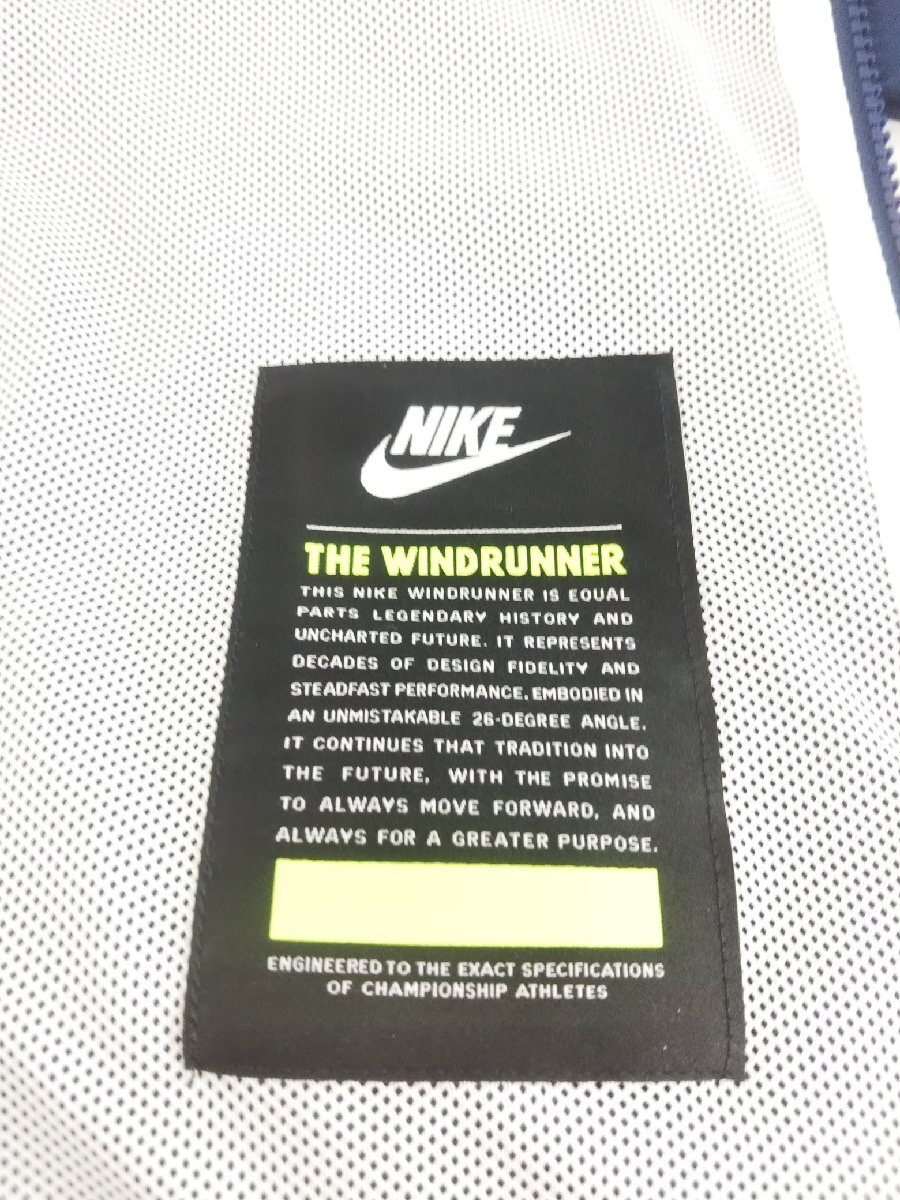 NIKE
THE WINDRUNNER
THIS NIKE WINDRUNNER IS EQUAL
PARTS LEGENDARY HISTORY AND
UNCHARTED FUTURE. IT REPRESENTS
DECADES OF DESIGN FIDELITY AND
STEADFAST PERFORMANCE, EMBODIED IN
AN UNMISTAKABLE 26-DEGREE ANGLE.
IT CONTINUES THAT TRADITION INTO
THE FUTURE, WITH THE PROMISE
TO ALWAYS MOVE FORWARD, AND
ALWAYS FOR A GREATER PURPOSE.
ENGINEERED TO THE EXACT SPECIFICATIONS
OF CHAMPIONSHIP ATHLETES